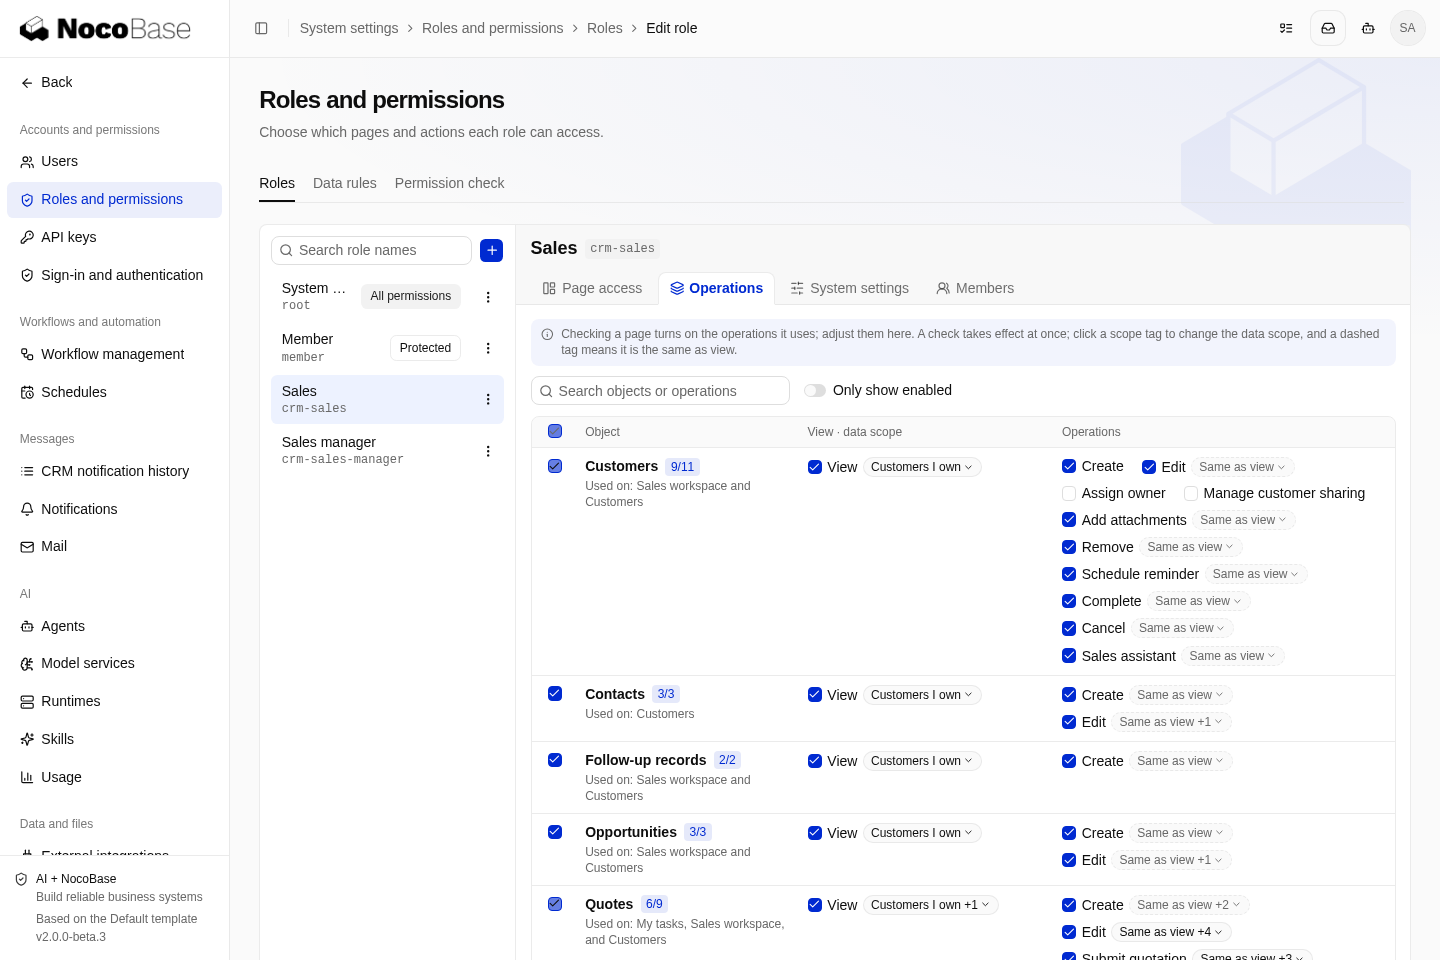 NocoBase
System settings > Roles and permissions > Roles > Edit role
SA
Back
Accounts and permissions
Users
Roles and permissions
API keys
Sign-in and authentication
Workflows and automation
Workflow management
Schedules
Messages
CRM notification history
Notifications
Mail
AI
Agents
Model services
Runtimes
Skills
Usage
Data and files
External integrations
AI + NocoBase
Build reliable business systems
Based on the Default template
v2.0.0-beta.3
Roles and permissions
Choose which pages and actions each role can access.
Roles
Data rules
Permission check
Search role names
System ...
root
All permissions
Member
member
Protected
Sales
crm-sales
Sales manager
crm-sales-manager
Sales crm-sales
Page access
Operations
System settings
Members
Checking a page turns on the operations it uses; adjust them here. A check takes effect at once; click a scope tag to change the data scope, and a dashed
tag means it is the same as view.
Search objects or operations
Only show enabled
Object
View · data scope
Operations
Customers 9/11
Used on: Sales workspace and
Customers
View Customers I own
Create
Edit Same as view
Assign owner
Manage customer sharing
Add attachments Same as view
Remove Same as view
Schedule reminder Same as view
Complete Same as view
Cancel Same as view
Sales assistant Same as view
Contacts 3/3
Used on: Customers
View Customers I own
Create Same as view
Edit Same as view +1
Follow-up records 2/2
Used on: Sales workspace and
Customers
View Customers I own
Create Same as view
Opportunities 3/3
Used on: Sales workspace and
Customers
View Customers I own
Create Same as view
Edit Same as view +1
Quotes 6/9
Used on: My tasks, Sales workspace,
and Customers
View Customers I own +1
Create Same as view +2
Edit Same as view +4
Submit quotation Same as view +3